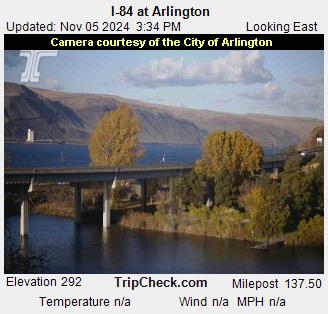 I-84 at Arlington
Updated: Nov 05 2024 3:34 PM Looking East
Camera courtesy of the City of Arlington
Elevation 292 TripCheck.com Milepost 137.50
Temperature n/a Wind n/a MPH n/a